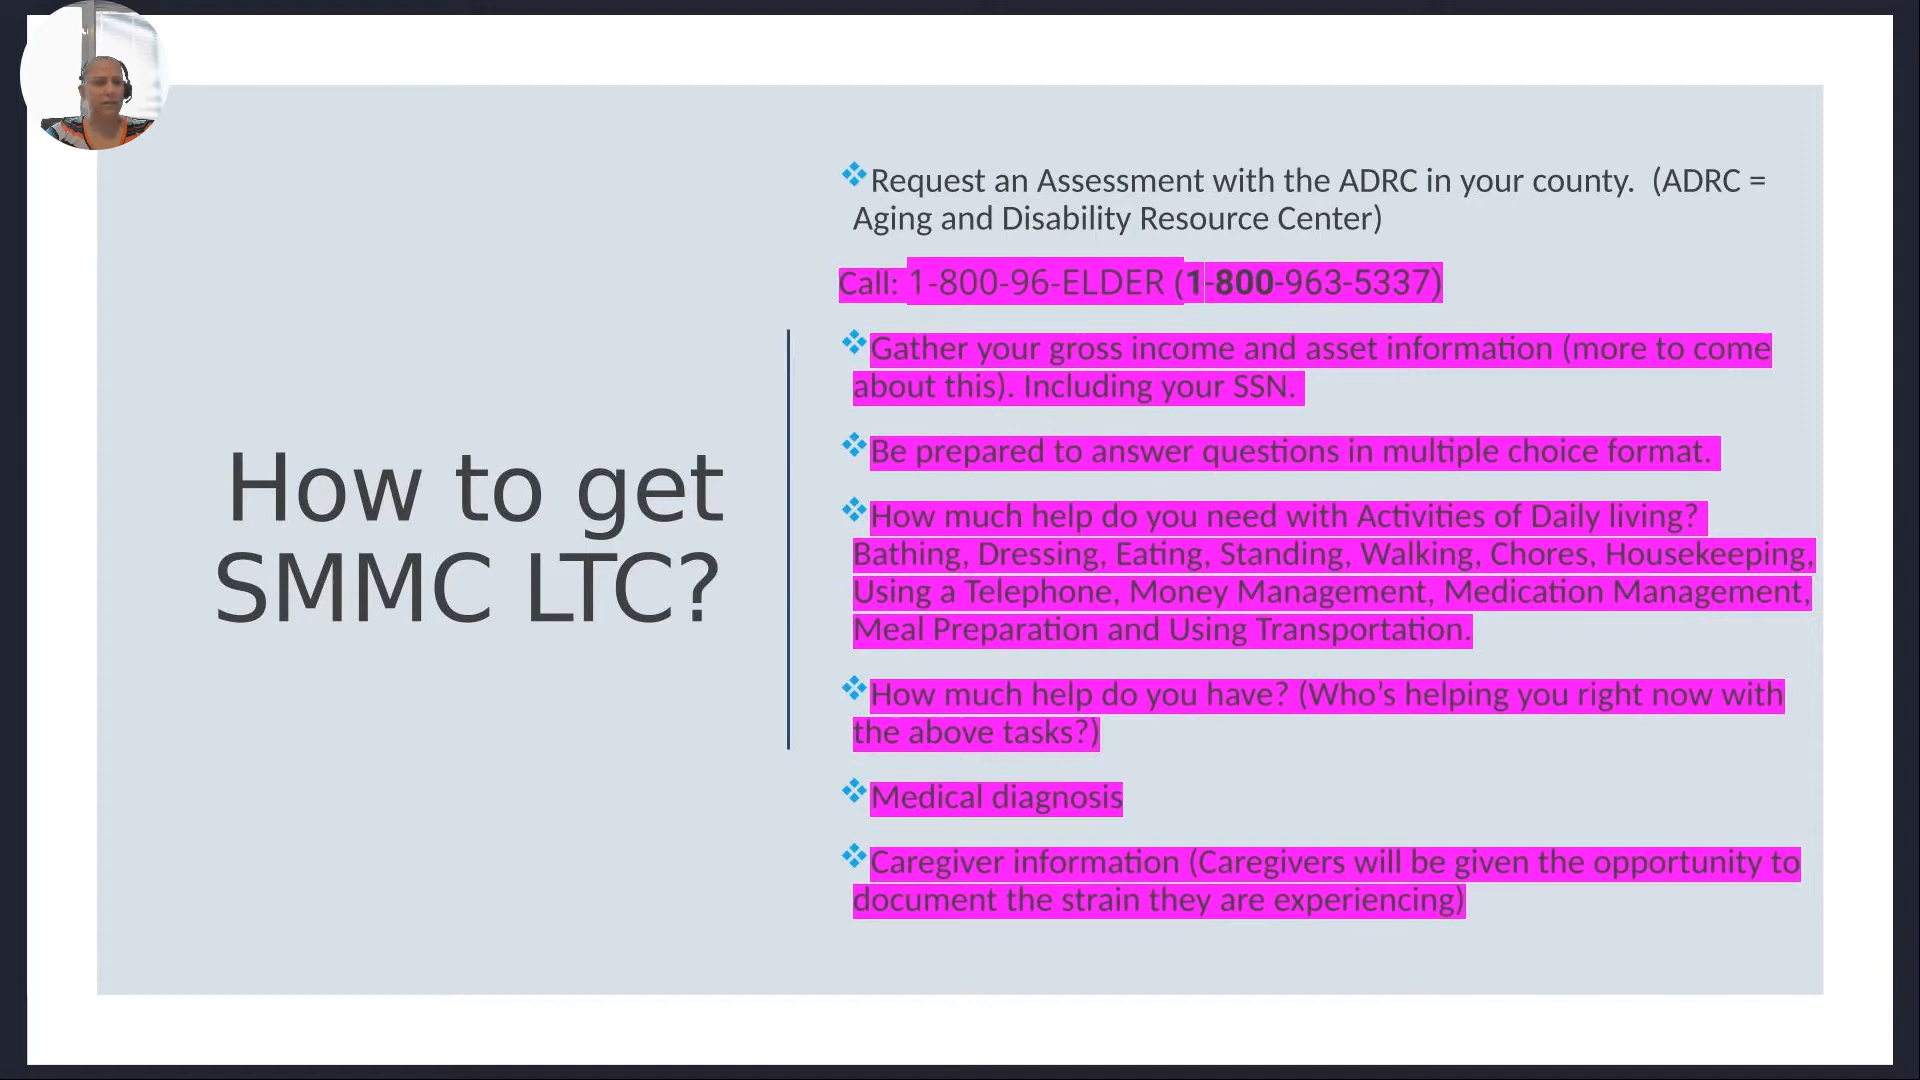 How to get
SMMC LTC?
Request an Assessment with the ADRC in your county.  (ADRC =
Aging and Disability Resource Center)
Call: 1-800-96-ELDER (1-800-963-5337)
Gather your gross income and asset information (more to come
about this). Including your SSN.
Be prepared to answer questions in multiple choice format.
How much help do you need with Activities of Daily living?
Bathing, Dressing, Eating, Standing, Walking, Chores, Housekeeping,
Using a Telephone, Money Management, Medication Management,
Meal Preparation and Using Transportation.
How much help do you have? (Who’s helping you right now with
the above tasks?)
Medical diagnosis
Caregiver information (Caregivers will be given the opportunity to
document the strain they are experiencing)